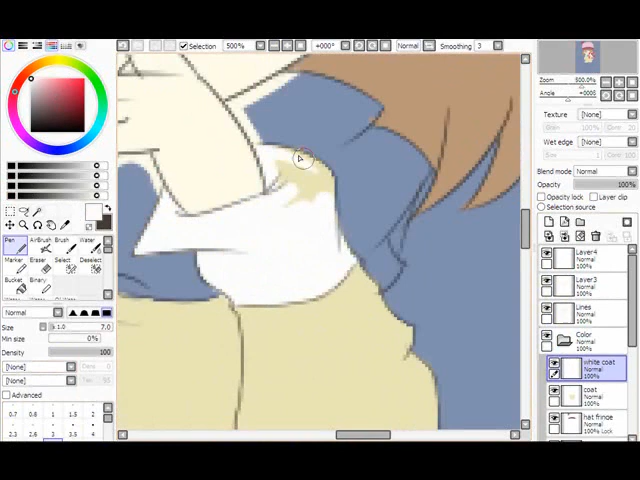 Selection 500% +000° Normal Smoothing 3
Zoom 500.0%
Angle +000°
Texture [None]
Wet edge [None]
Blend mode Normal
Opacity 100%
Opacity lock Layer clip
Selection source
Pen AirBrush Brush Water
Marker Eraser Select Deselect
Bucket Binary
Normal
Size x 1.0 7.0
Min size 0%
Density 100
[None]
[None]
Advanced
0.7 0.8 1 1.5 2
2.3 2.6 3 3.5 4
Layer4
Normal
100%
Layer3
Normal
100%
Lines
Normal
100%
Color
Normal
100%
white coat
Normal
100%
coat
Normal
100%
hat fringe
Normal
100% Lock